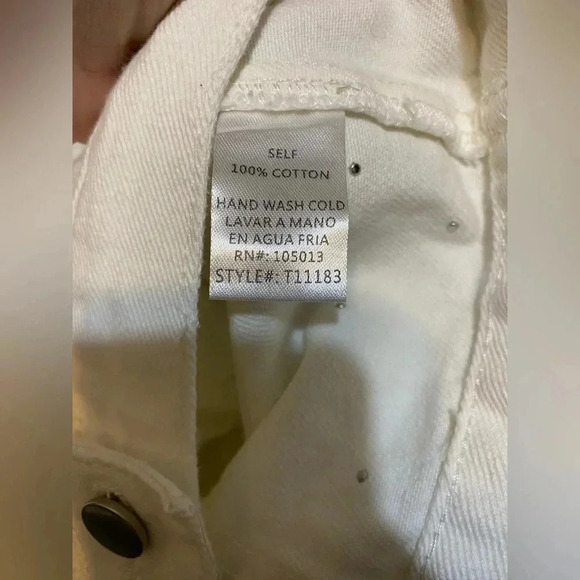 SELF
100% COTTON
HAND WASH COLD
LAVAR A MANO
EN AGUA FRIA
RN#: 105013
STYLE#: T11183